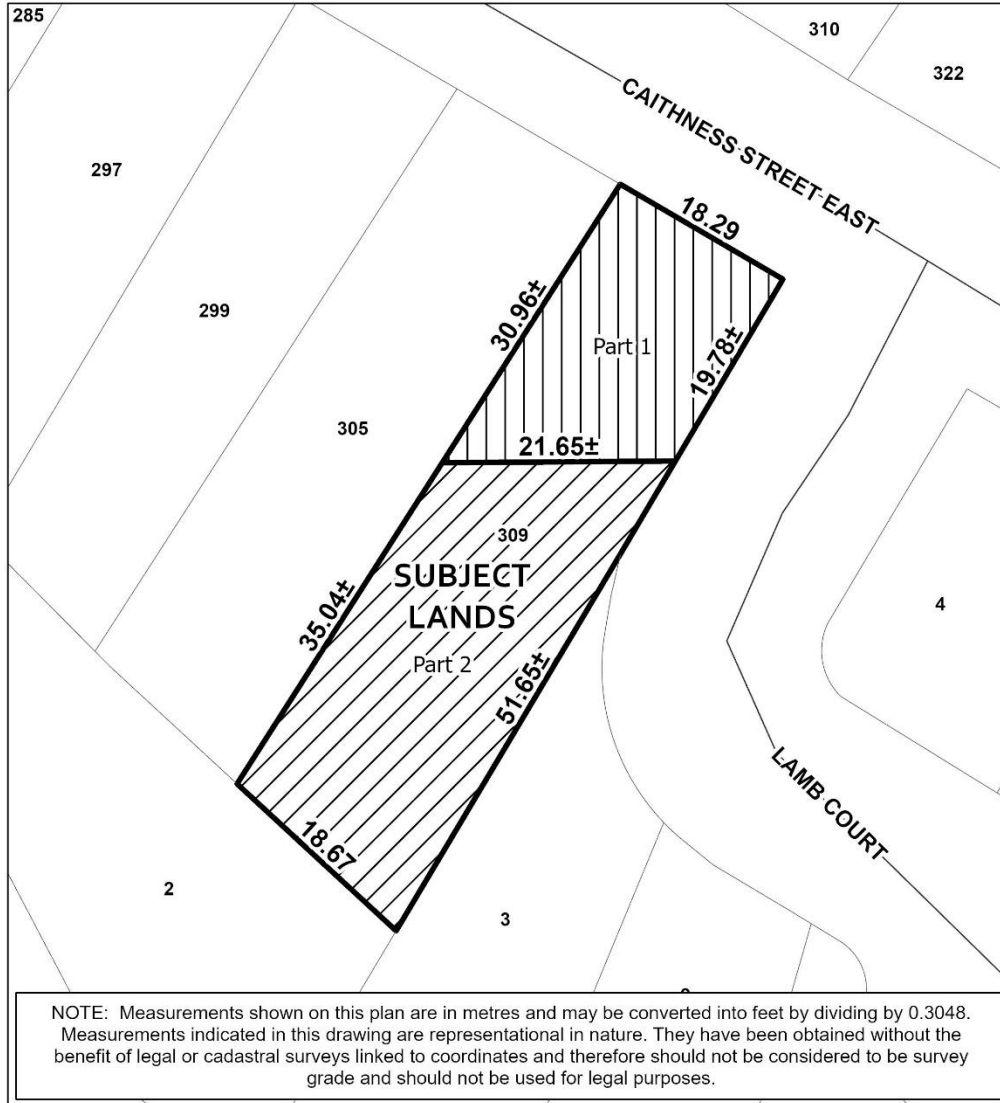 285
310
322
CAITHNESS STREET EAST
297
18.29
299
30.96±
Part 1
19.78±
305
21.65±
309
SUBJECT
LANDS
4
35.04±
Part 2
51.65±
LAMB COURT
18.67
2
3
NOTE: Measurements shown on this plan are in metres and may be converted into feet by dividing by 0.3048.
Measurements indicated in this drawing are representational in nature. They have been obtained without the
benefit of legal or cadastral surveys linked to coordinates and therefore should not be considered to be survey
grade and should not be used for legal purposes.